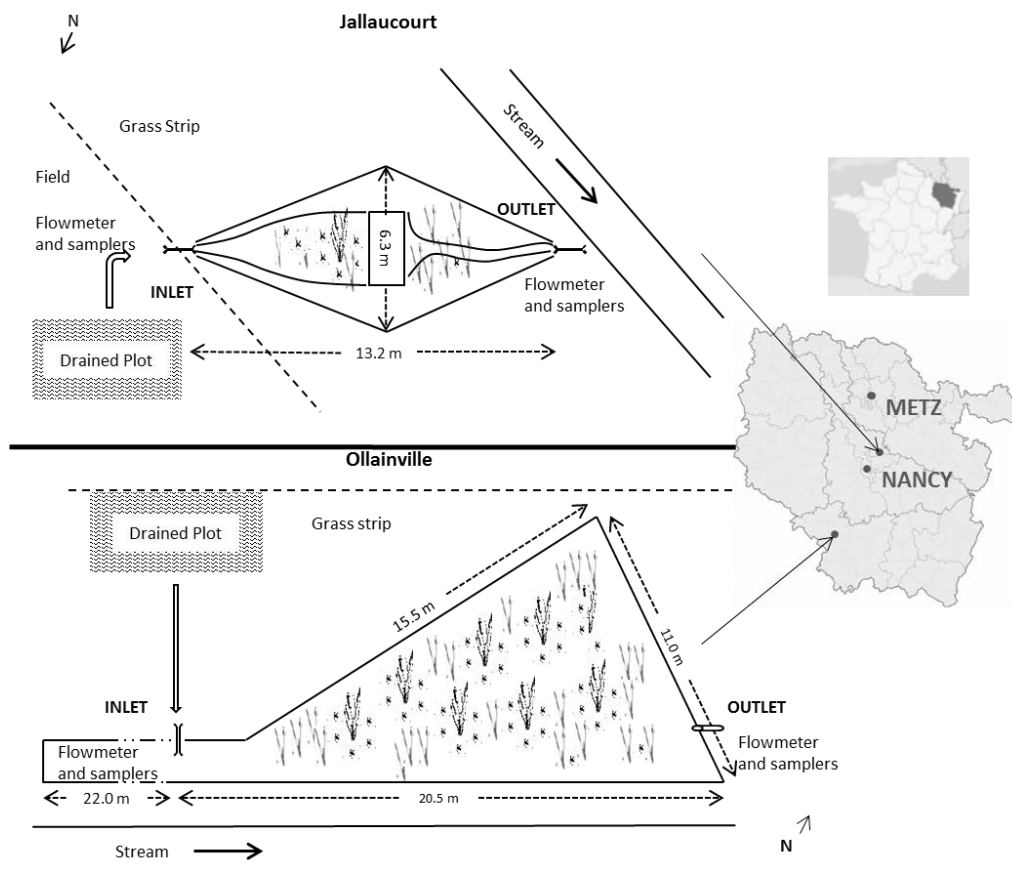 Jallaucourt
N
Grass Strip
Stream
Field
Flowmeter
and samplers
OUTLET
6.3 m
INLET
Flowmeter
and samplers
Drained Plot
13.2 m
METZ
NANCY
Ollainville
Drained Plot
Grass strip
15.5 m
11.0 m
INLET
OUTLET
Flowmeter
and samplers
Flowmeter
and samplers
22.0 m
20.5 m
N
Stream